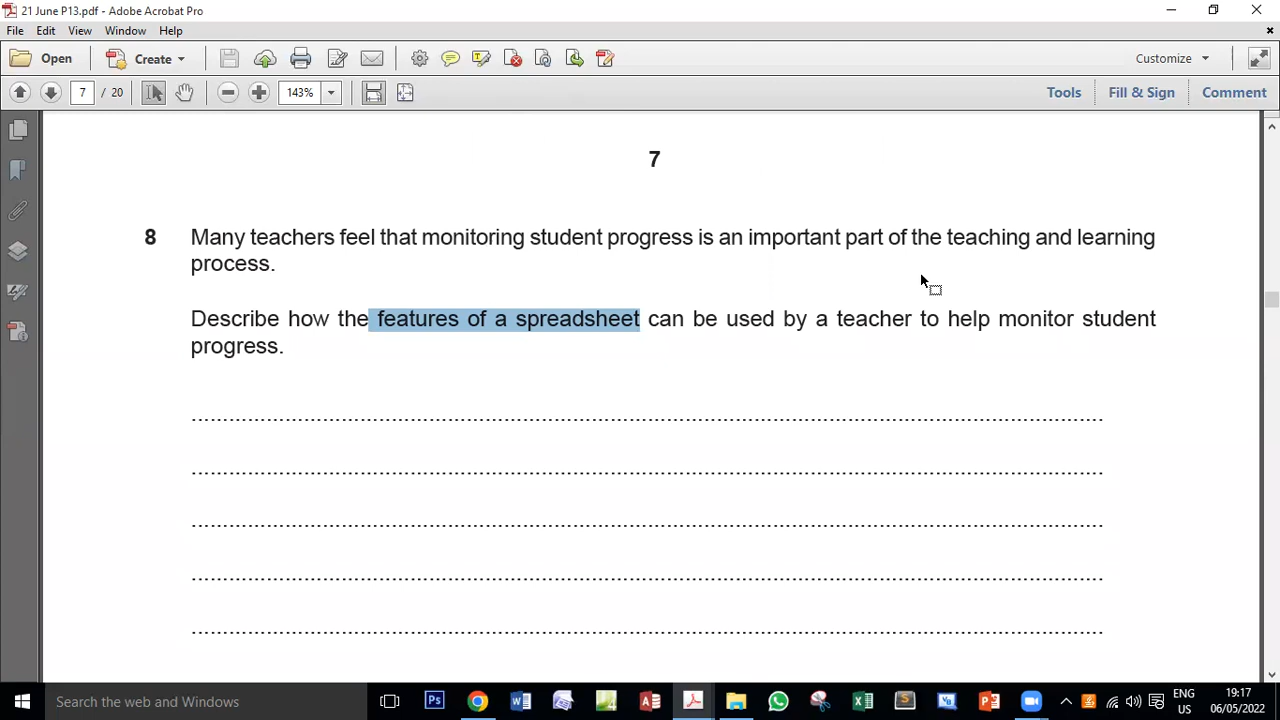 21 June P13.pdf - Adobe Acrobat Pro
File Edit View Window Help
Open Create Customize
7 / 20 143% Tools Fill & Sign Comment
7
8 Many teachers feel that monitoring student progress is an important part of the teaching and learning
process.
Describe how the features of a spreadsheet can be used by a teacher to help monitor student
progress.
................................................................................
................................................................................
................................................................................
................................................................................
................................................................................
Search the web and Windows
ENG 19:17
US 06/05/2022